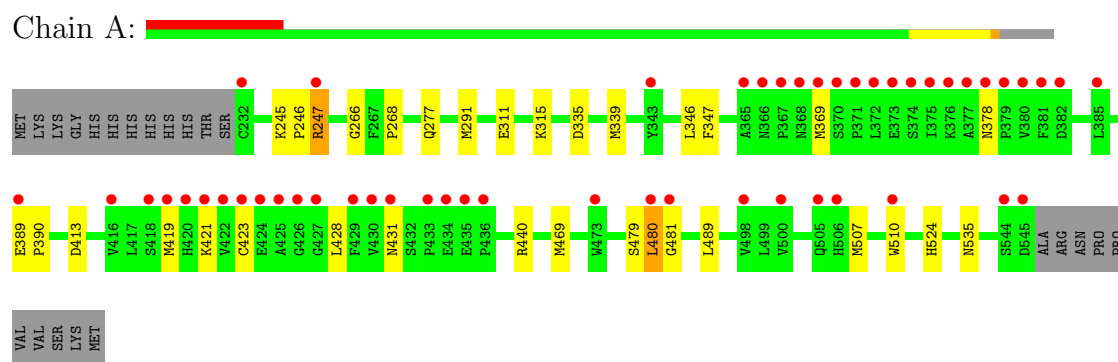 Chain A:
MET LYS LYS GLY HIS HIS HIS HIS HIS HIS THR SER C232 K245 P246 R247 G266 F267 P268 Q277 M291 E311 K315 D335 M339 Y343 L346 F347 A365 N366 P367 N368 M369 S370 P371 L372 E373 S374 I375 K376 A377 N378 P379 V380 F381 D382 L385
E389 P390 D413 V416 L417 S418 M419 H420 K421 V422 C423 E424 A425 G426 G427 L428 F429 V430 N431 S432 P433 E434 E435 P436 R440 M469 W473 S479 L480 G481 L489 V498 L499 V500 Q505 H506 M507 W510 H524 N535 S544 D545 ALA ARG ASN PRO PRO
VAL VAL SER LYS MET